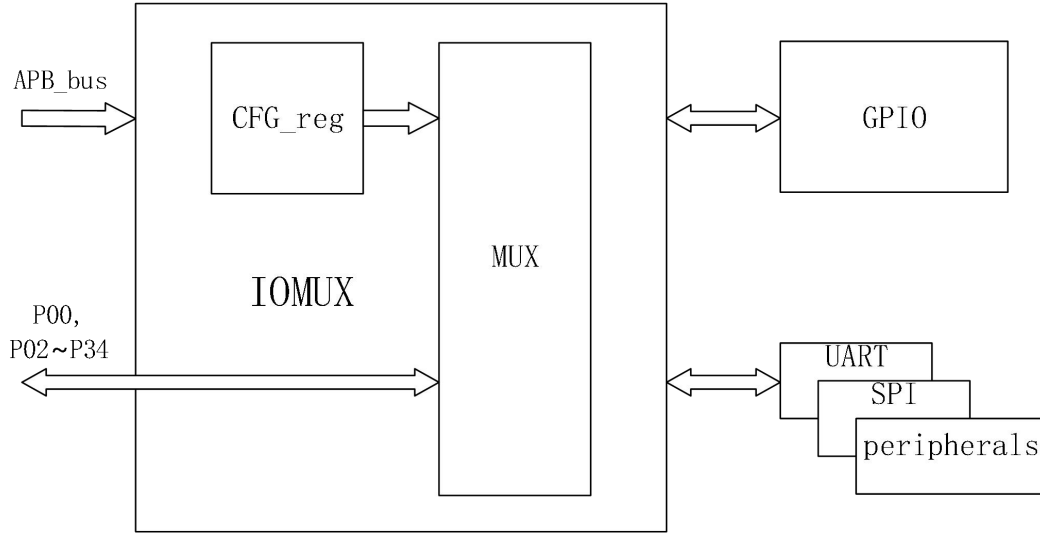 APB_bus
CFG_reg
GPIO
MUX
IOMUX
P00,
P02~P34
UART
SPI
peripherals